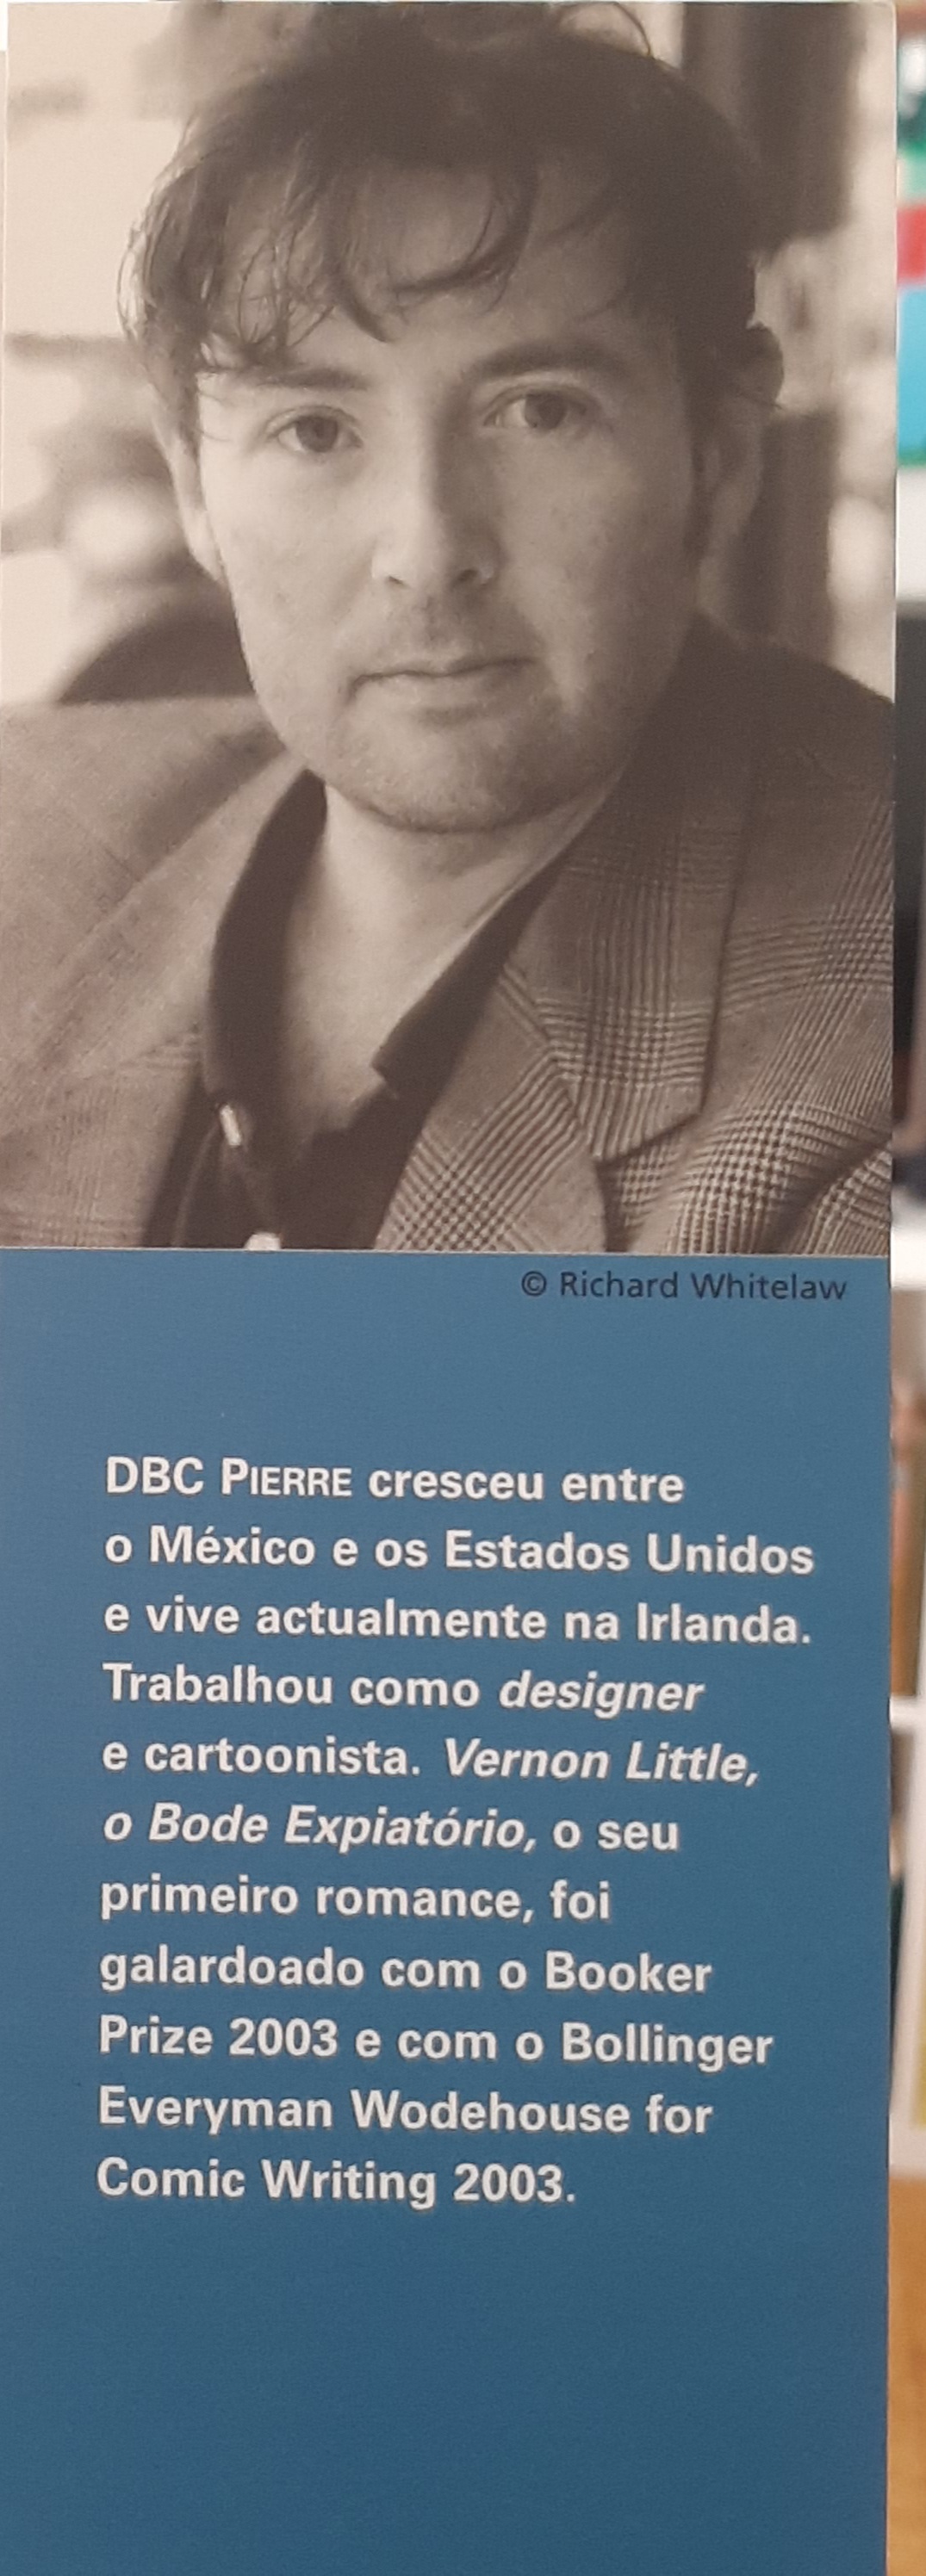 © Richard Whitelaw
DBC PIERRE cresceu entre
o México e os Estados Unidos
e vive actualmente na Irlanda.
Trabalhou como designer
e cartoonista. Vernon Little,
o Bode Expiatório, o seu
primeiro romance, foi
galardoado com o Booker
Prize 2003 e com o Bollinger
Everyman Wodehouse for
Comic Writing 2003.